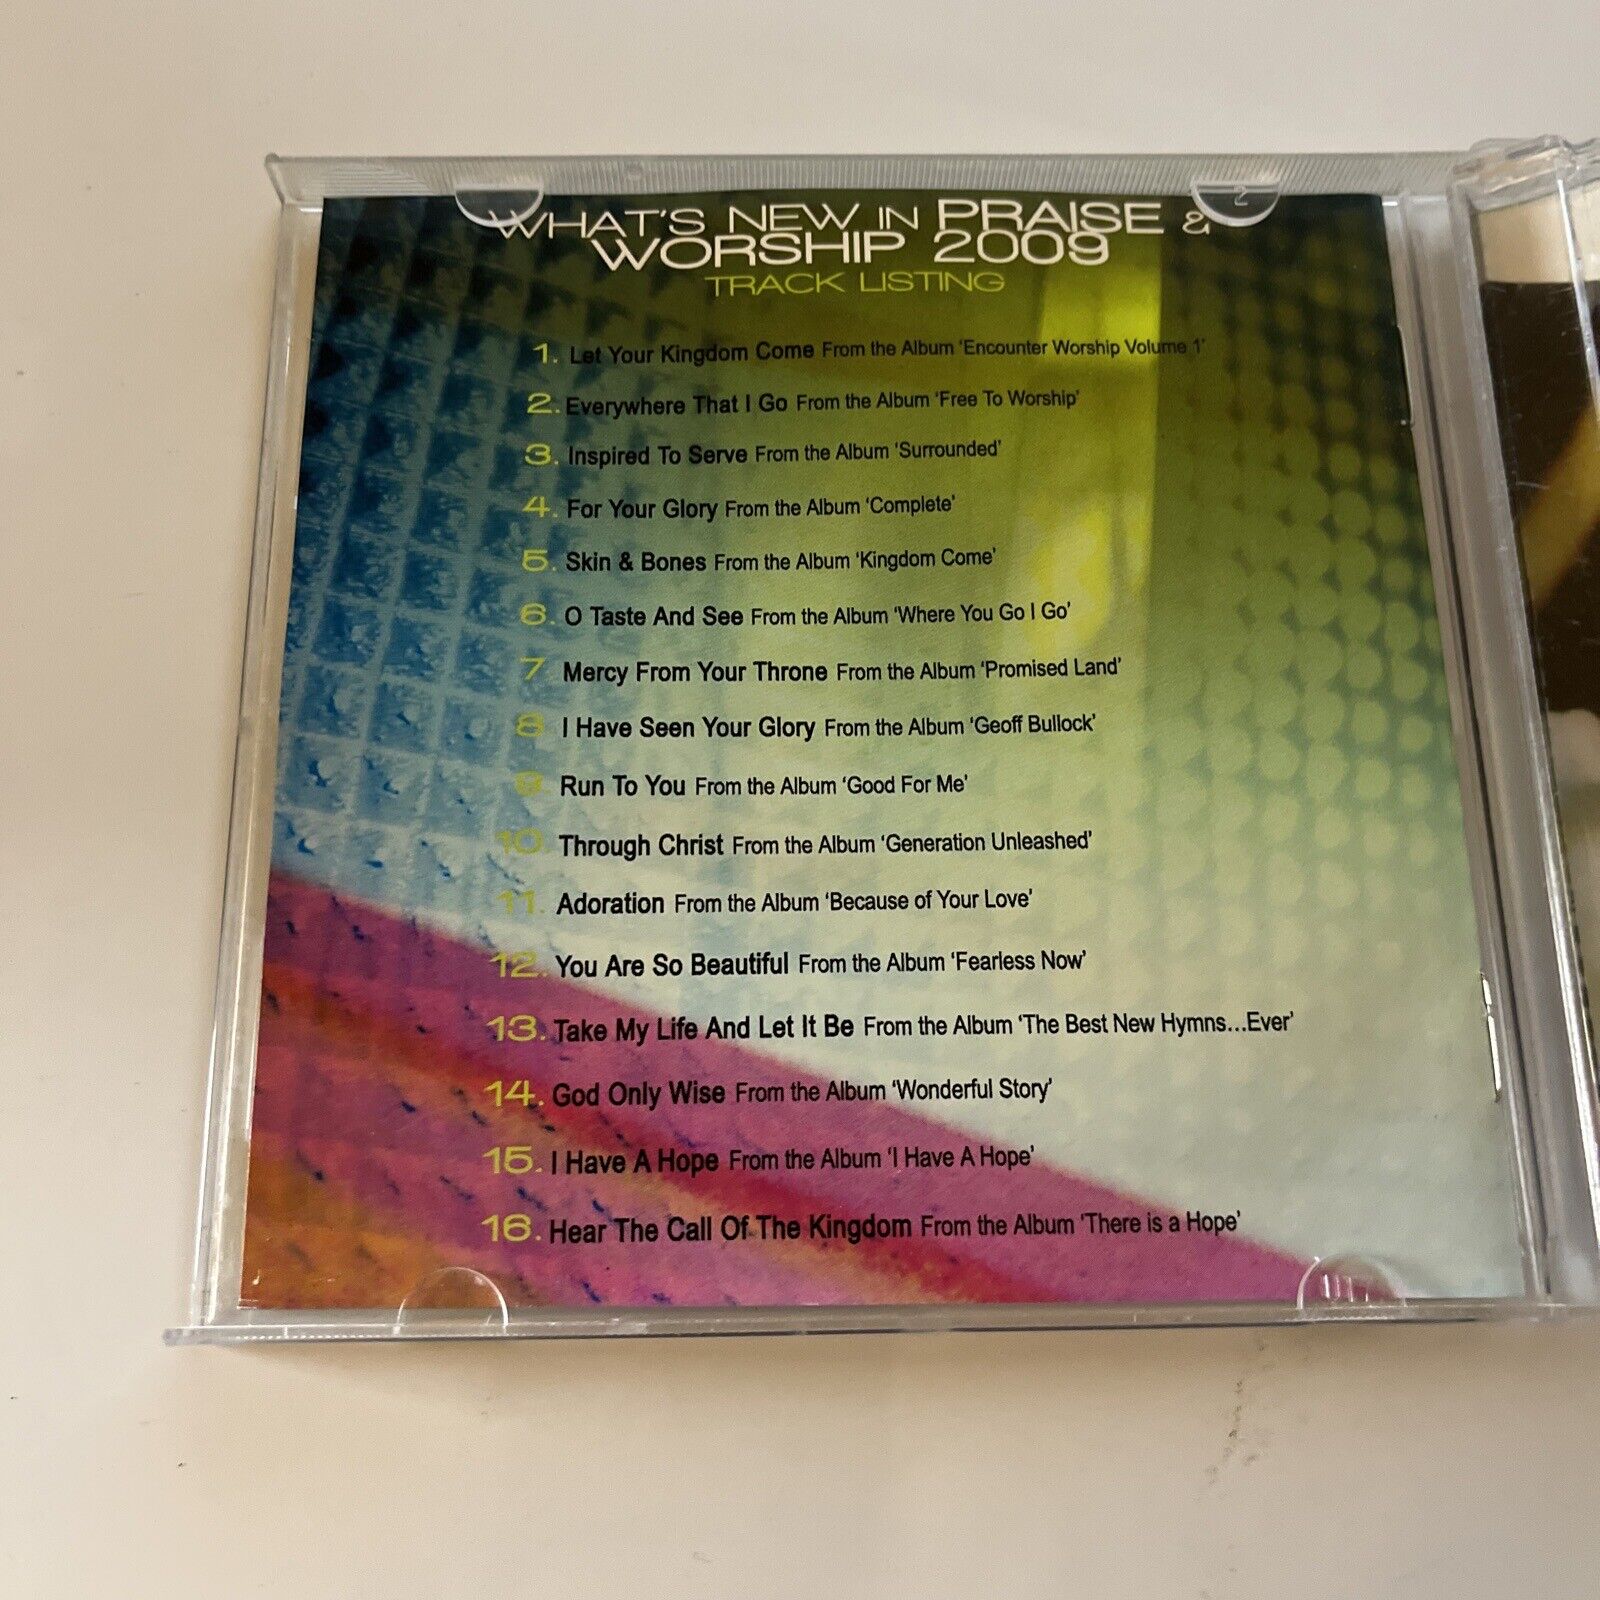 WHAT'S NEW IN PRAISE &
WORSHIP 2009
TRACK LISTING
1. Let Your Kingdom Come From the Album 'Encounter Worship Volume 1'
2. Everywhere That I Go From the Album 'Free To Worship'
3. Inspired To Serve From the Album 'Surrounded'
4. For Your Glory From the Album 'Complete'
5. Skin & Bones From the Album 'Kingdom Come'
6. O Taste And See From the Album 'Where You Go I Go'
7 Mercy From Your Throne From the Album 'Promised Land'
8 I Have Seen Your Glory From the Album 'Geoff Bullock'
9 Run To You From the Album 'Good For Me'
10. Through Christ From the Album 'Generation Unleashed'
11. Adoration From the Album 'Because of Your Love'
12. You Are So Beautiful From the Album 'Fearless Now'
13. Take My Life And Let It Be From the Album 'The Best New Hymns...Ever'
14. God Only Wise From the Album 'Wonderful Story'
15. I Have A Hope From the Album 'I Have A Hope'
16. Hear The Call Of The Kingdom From the Album 'There is a Hope'